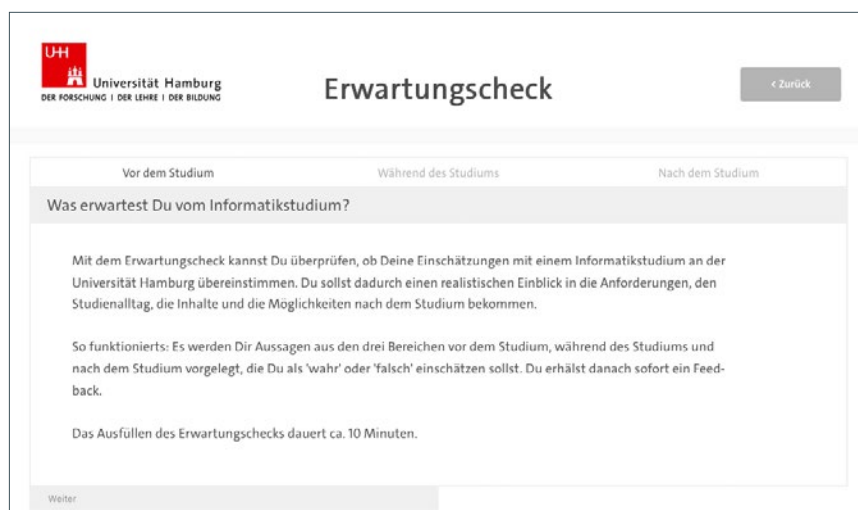 UH
Universität Hamburg
DER FORSCHUNG | DER LEHRE | DER BILDUNG
Erwartungscheck
< Zurück
Vor dem Studium
Während des Studiums
Nach dem Studium
Was erwartest Du vom Informatikstudium?
Mit dem Erwartungscheck kannst Du überprüfen, ob Deine Einschätzungen mit einem Informatikstudium an der
Universität Hamburg übereinstimmen. Du sollst dadurch einen realistischen Einblick in die Anforderungen, den
Studienalltag, die Inhalte und die Möglichkeiten nach dem Studium bekommen.
So funktionierts: Es werden Dir Aussagen aus den drei Bereichen vor dem Studium, während des Studiums und
nach dem Studium vorgelegt, die Du als 'wahr' oder 'falsch' einschätzen sollst. Du erhälst danach sofort ein Feed-
back.
Das Ausfüllen des Erwartungschecks dauert ca. 10 Minuten.
Weiter